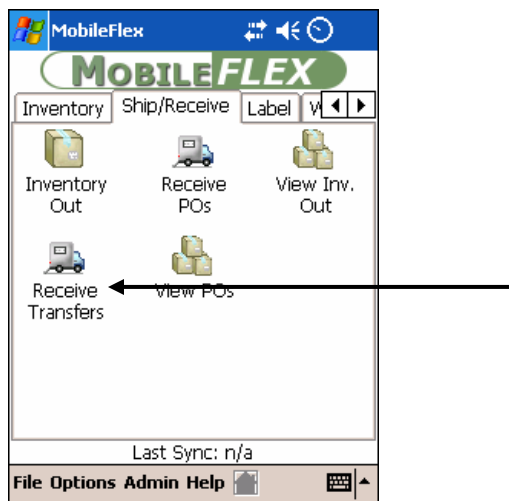 MobileFlex
MOBILEFLEX
Inventory Ship/Receive Label
Inventory Out
Receive POs
View Inv. Out
Receive Transfers
View POs
Last Sync: n/a
File Options Admin Help